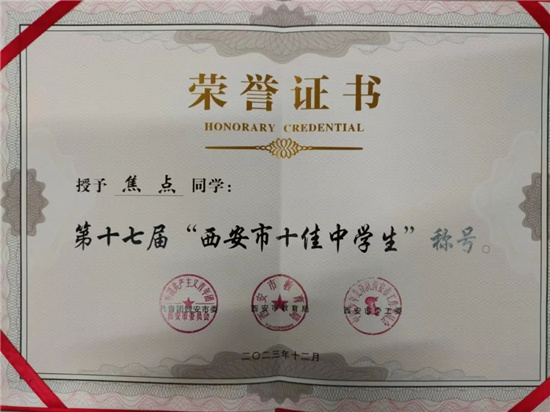 荣誉证书
HONORARY CREDENTIAL
授予 焦点 同学：
第十七届“西安市十佳中学生”称号。
西安市教育局
二〇二三年十二月